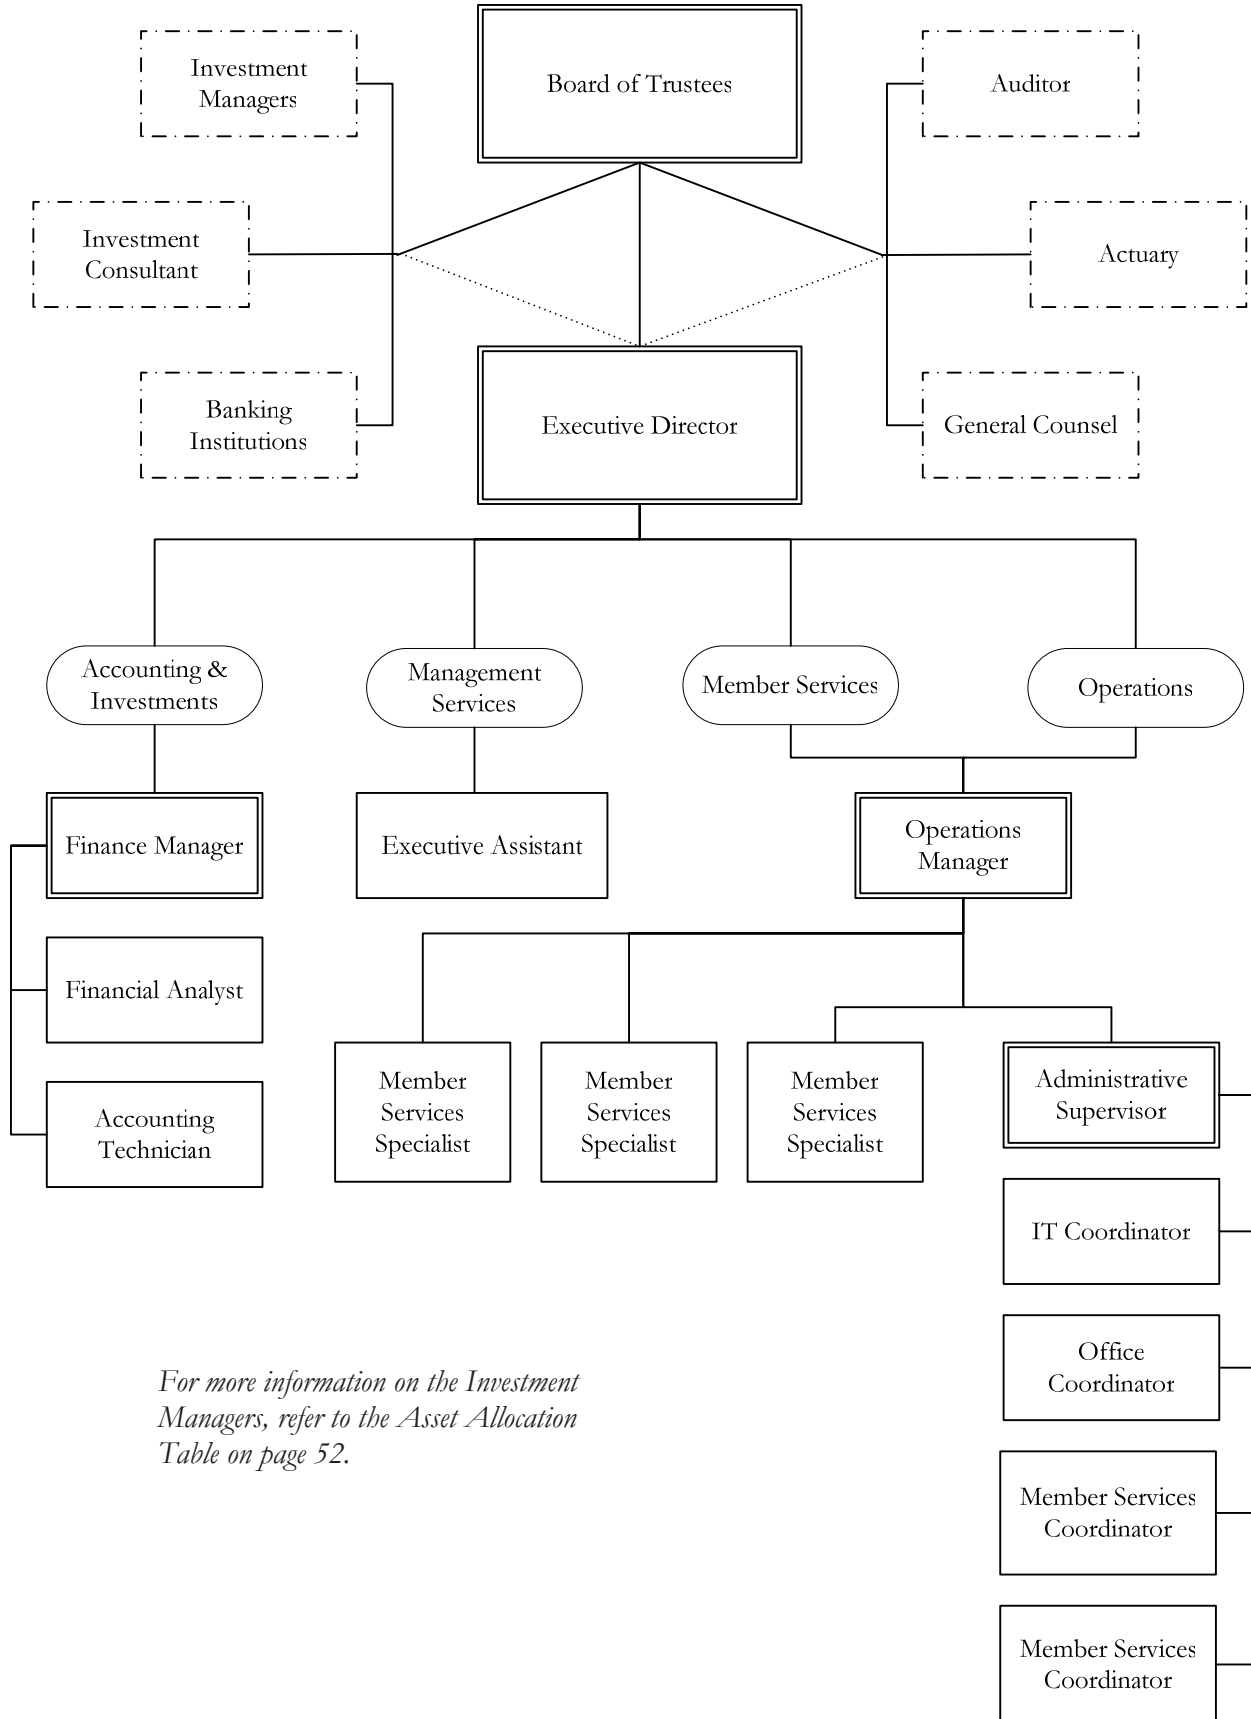 Investment
Managers
Board of Trustees
Auditor
Investment
Consultant
Actuary
Banking
Institutions
Executive Director
General Counsel
Accounting &
Investments
Management
Services
Member Services
Operations
Finance Manager
Executive Assistant
Operations
Manager
Financial Analyst
Accounting
Technician
Member
Services
Specialist
Member
Services
Specialist
Member
Services
Specialist
Administrative
Supervisor
IT Coordinator
Office
Coordinator
Member Services
Coordinator
Member Services
Coordinator
For more information on the Investment
Managers, refer to the Asset Allocation
Table on page 52.